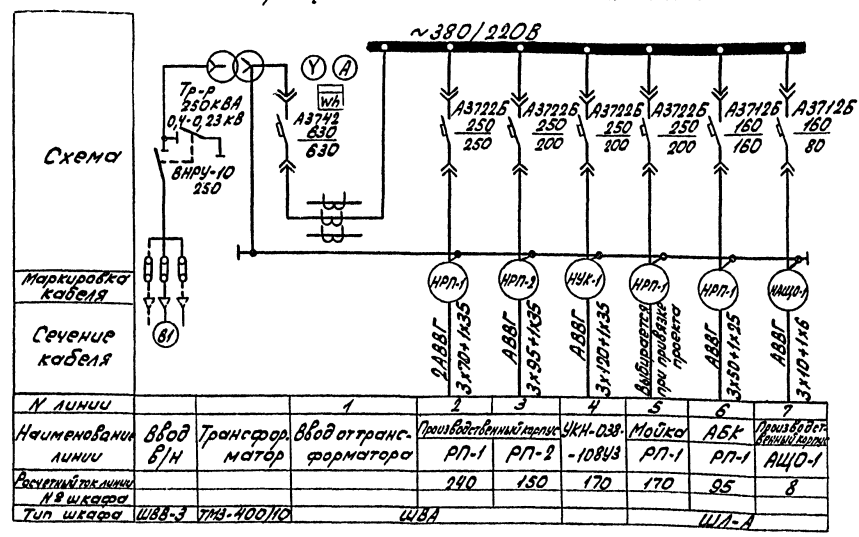 ~380/220В
Схема
Тр-р
250кВА
0,4-0,23кВ
ВНРУ-10
250
У
А
Wh
А3742
630
630
А3722Б
250
250
А3722Б
250
200
А3722Б
250
200
А3722Б
250
200
А3712Б
160
160
А3712Б
160
80
Маркировка
кабеля
В1
НРП-1
НРП-2
НУК-1
НРП-1
НРП-1
НАЩО-1
Сечение
кабеля
2АВВГ
3х70+1х35
АВВГ
3х95+1х35
АВВГ
3х120+1х35
Выбирается
при привязке
проекта
АВВГ
3х50+1х25
АВВГ
3х10+1х6
N линии 1 2 3 4 5 6 7
Наименование
линии
Ввод
в/н
Трансфор.
матор
Ввод от транс-
форматора
Производственный корпус
РП-1 РП-2
УКН-0,38-
-108УЗ
Мойка
РП-1
АБК
РП-1
Производст-
венный корпус
АЩО-1
Расчетный ток линии 240 150 170 170 95 8
№ шкафа
Тип шкафа ШВВ-3 ТМЗ-400/10 ШВА ШЛ-А